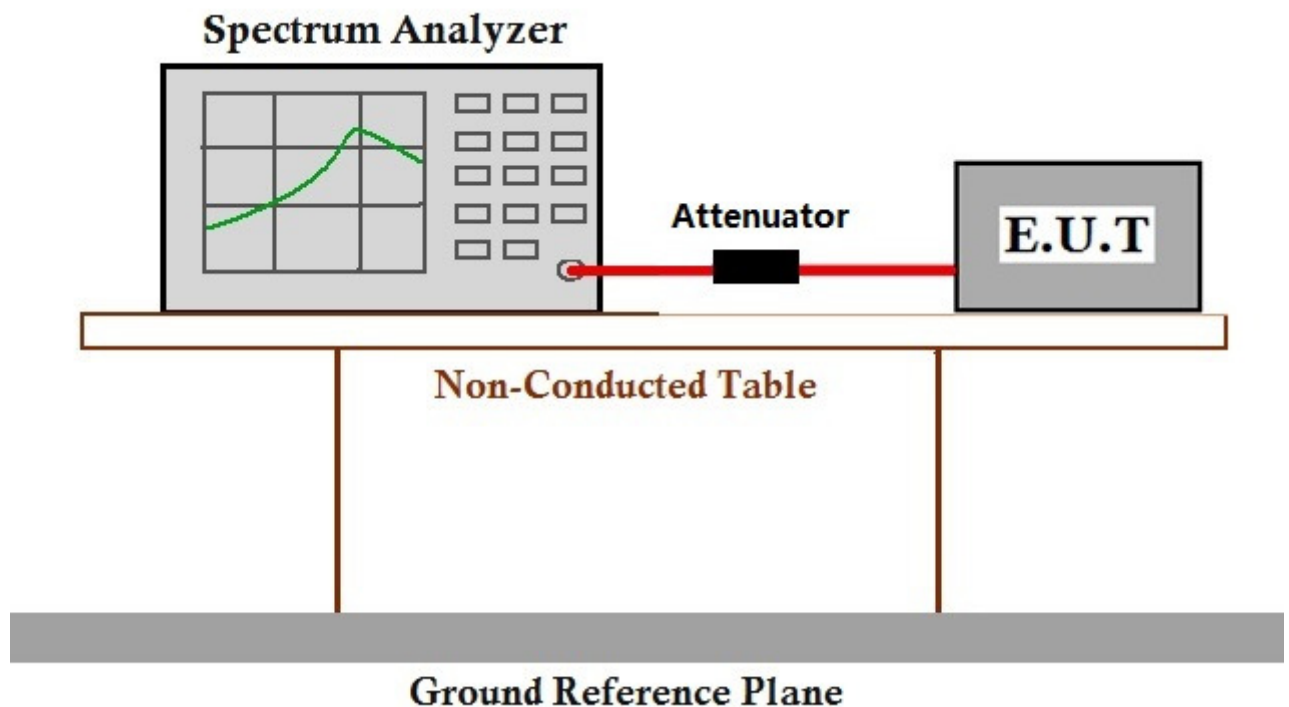 Spectrum Analyzer
Attenuator
E.U.T
Non-Conducted Table
Ground Reference Plane